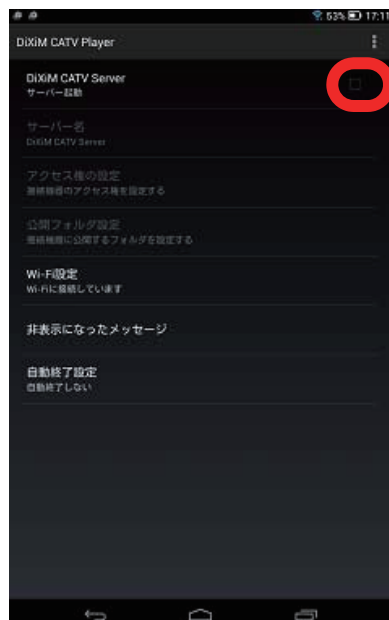 53% 17:11
DiXiM CATV Player
DiXiM CATV Server
サーバー起動
サーバー名
DiXiM CATV Server
アクセス権の設定
接続機器のアクセス権を設定する
公開フォルダ設定
接続機器に公開するフォルダを設定する
Wi-Fi設定
Wi-Fiに接続しています
非表示になったメッセージ
自動終了設定
自動終了しない